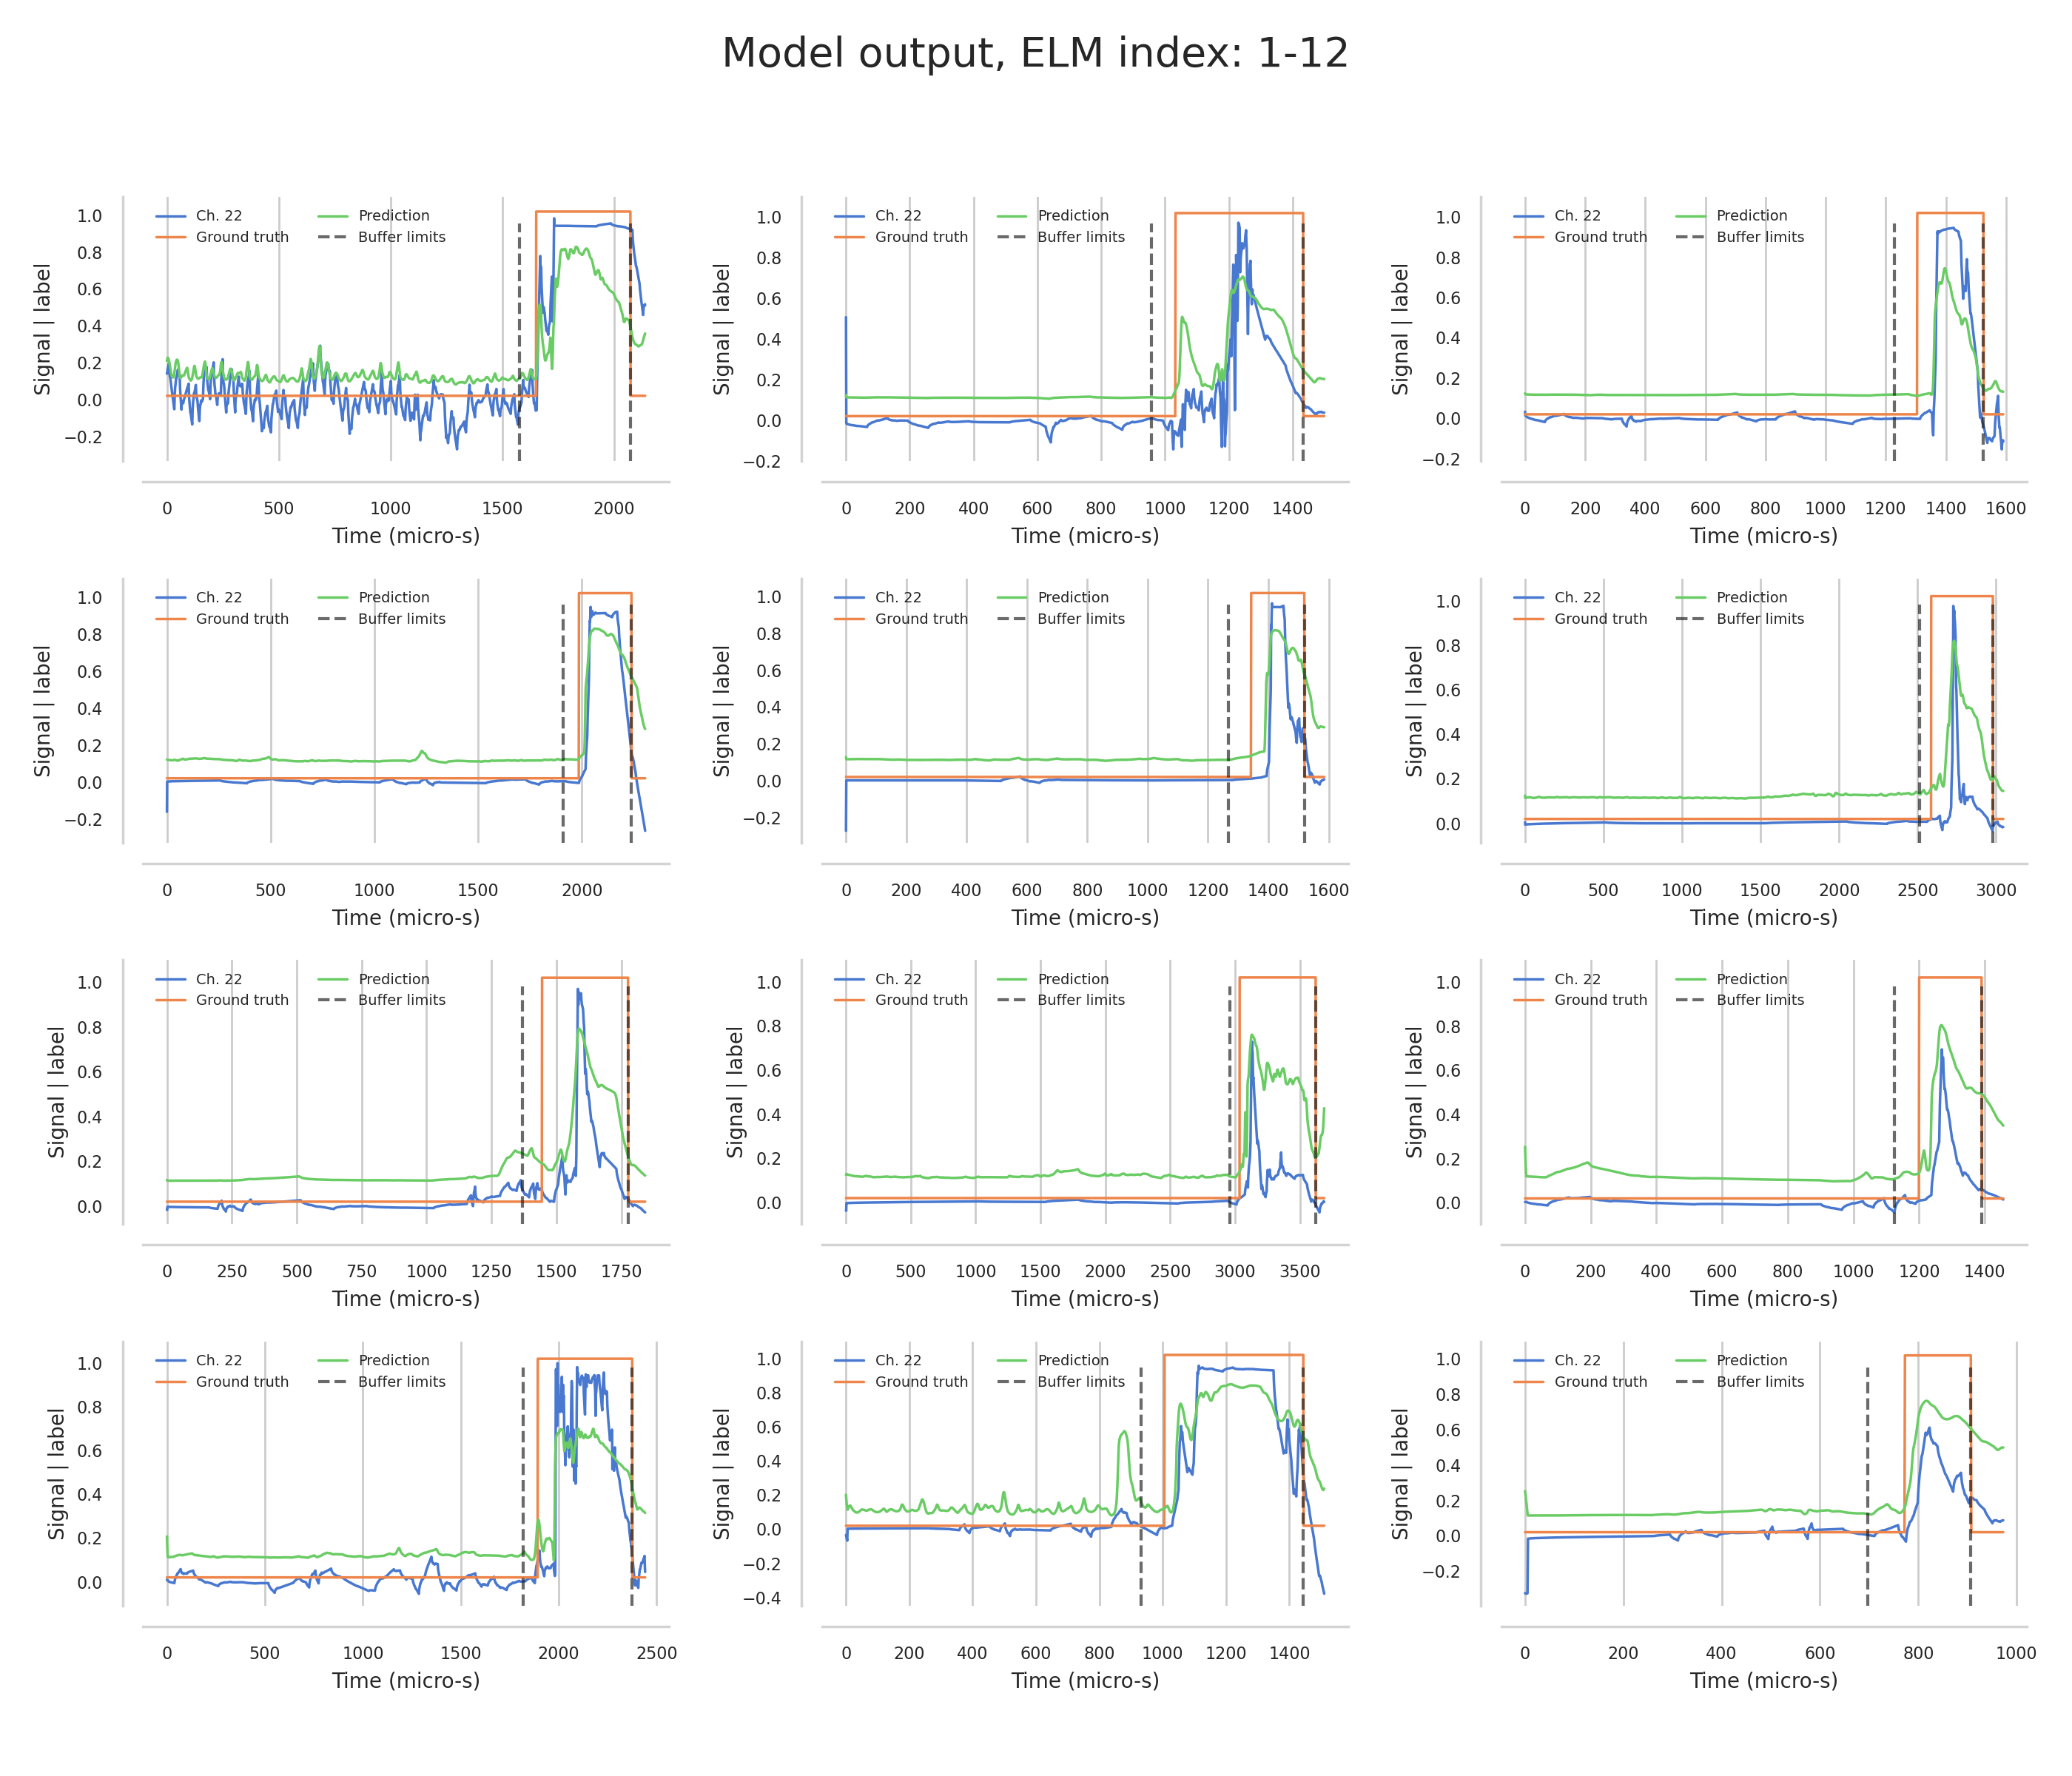 Model output, ELM index: 1-12
Signal | label
1.0
0.8
0.6
0.4
0.2
0.0
−0.2
Ch. 22 Prediction
Ground truth Buffer limits
0 500 1000 1500 2000
Time (micro-s)
Signal | label
1.0
0.8
0.6
0.4
0.2
0.0
−0.2
Ch. 22 Prediction
Ground truth Buffer limits
0 200 400 600 800 1000 1200 1400
Time (micro-s)
Signal | label
1.0
0.8
0.6
0.4
0.2
0.0
−0.2
Ch. 22 Prediction
Ground truth Buffer limits
0 200 400 600 800 1000 1200 1400 1600
Time (micro-s)
Signal | label
1.0
0.8
0.6
0.4
0.2
0.0
−0.2
Ch. 22 Prediction
Ground truth Buffer limits
0 500 1000 1500 2000
Time (micro-s)
Signal | label
1.0
0.8
0.6
0.4
0.2
0.0
−0.2
Ch. 22 Prediction
Ground truth Buffer limits
0 200 400 600 800 1000 1200 1400 1600
Time (micro-s)
Signal | label
1.0
0.8
0.6
0.4
0.2
0.0
Ch. 22 Prediction
Ground truth Buffer limits
0 500 1000 1500 2000 2500 3000
Time (micro-s)
Signal | label
1.0
0.8
0.6
0.4
0.2
0.0
Ch. 22 Prediction
Ground truth Buffer limits
0 250 500 750 1000 1250 1500 1750
Time (micro-s)
Signal | label
1.0
0.8
0.6
0.4
0.2
0.0
Ch. 22 Prediction
Ground truth Buffer limits
0 500 1000 1500 2000 2500 3000 3500
Time (micro-s)
Signal | label
1.0
0.8
0.6
0.4
0.2
0.0
Ch. 22 Prediction
Ground truth Buffer limits
0 200 400 600 800 1000 1200 1400
Time (micro-s)
Signal | label
1.0
0.8
0.6
0.4
0.2
0.0
Ch. 22 Prediction
Ground truth Buffer limits
0 500 1000 1500 2000 2500
Time (micro-s)
Signal | label
1.0
0.8
0.6
0.4
0.2
0.0
−0.2
−0.4
Ch. 22 Prediction
Ground truth Buffer limits
0 200 400 600 800 1000 1200 1400
Time (micro-s)
Signal | label
1.0
0.8
0.6
0.4
0.2
0.0
−0.2
Ch. 22 Prediction
Ground truth Buffer limits
0 200 400 600 800 1000
Time (micro-s)